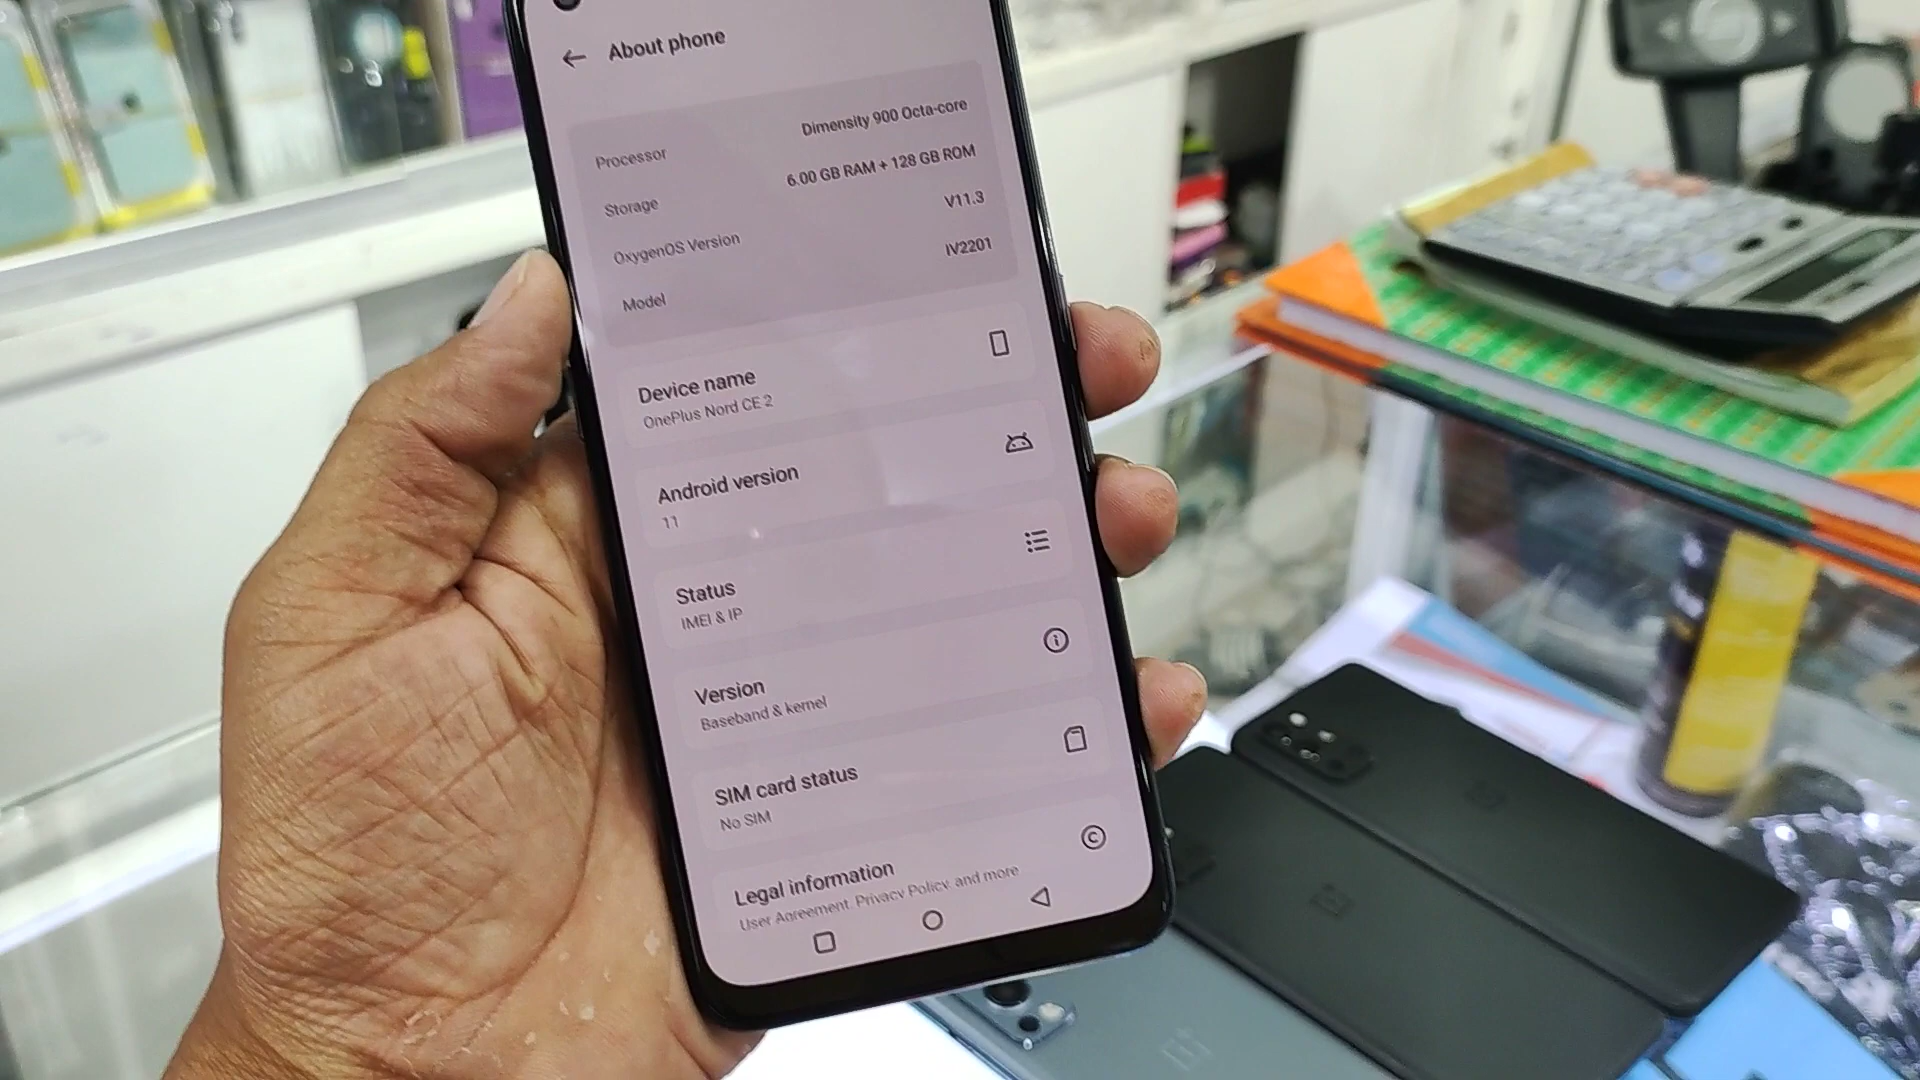 About phone
Processor
Dimensity 900 Octa-core
Storage
6.00 GB RAM + 128 GB ROM
OxygenOS Version
V11.3
Model
IV2201
Device name
OnePlus Nord CE 2
Android version
11
Status
IMEI & IP
Version
Baseband & kernel
SIM card status
No SIM
Legal information
User Agreement, Privacy Policy, and more